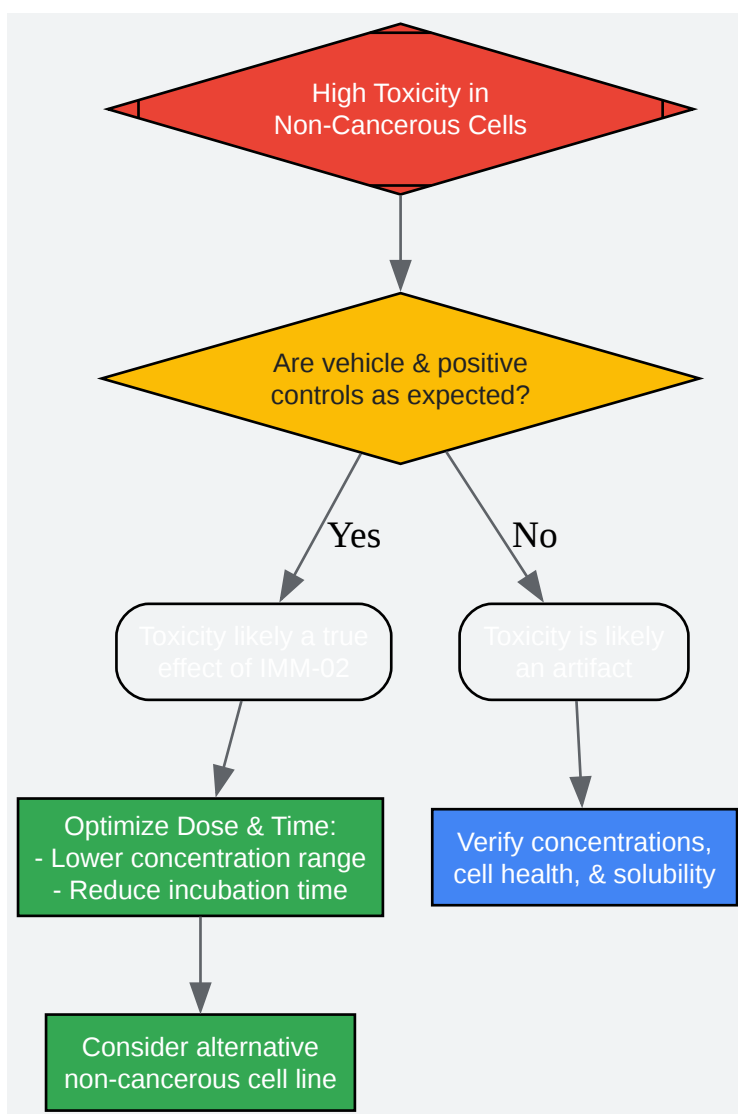 High Toxicity in
Non-Cancerous Cells
Are vehicle & positive
controls as expected?
Yes
No
Toxicity likely a true
effect of IMM-02
Toxicity is likely
an artifact
Optimize Dose & Time:
- Lower concentration range
- Reduce incubation time
Verify concentrations,
cell health, & solubility
Consider alternative
non-cancerous cell line